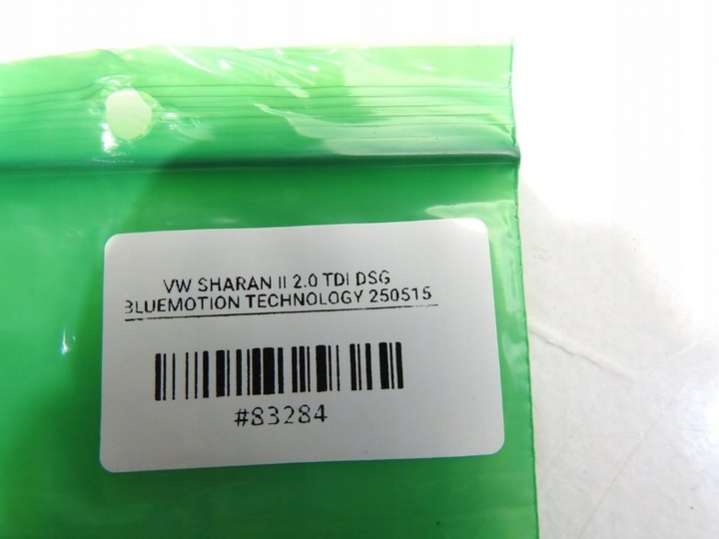 VW SHARAN II 2.0 TDI DSG
BLUEMOTION TECHNOLOGY 250515
#83284